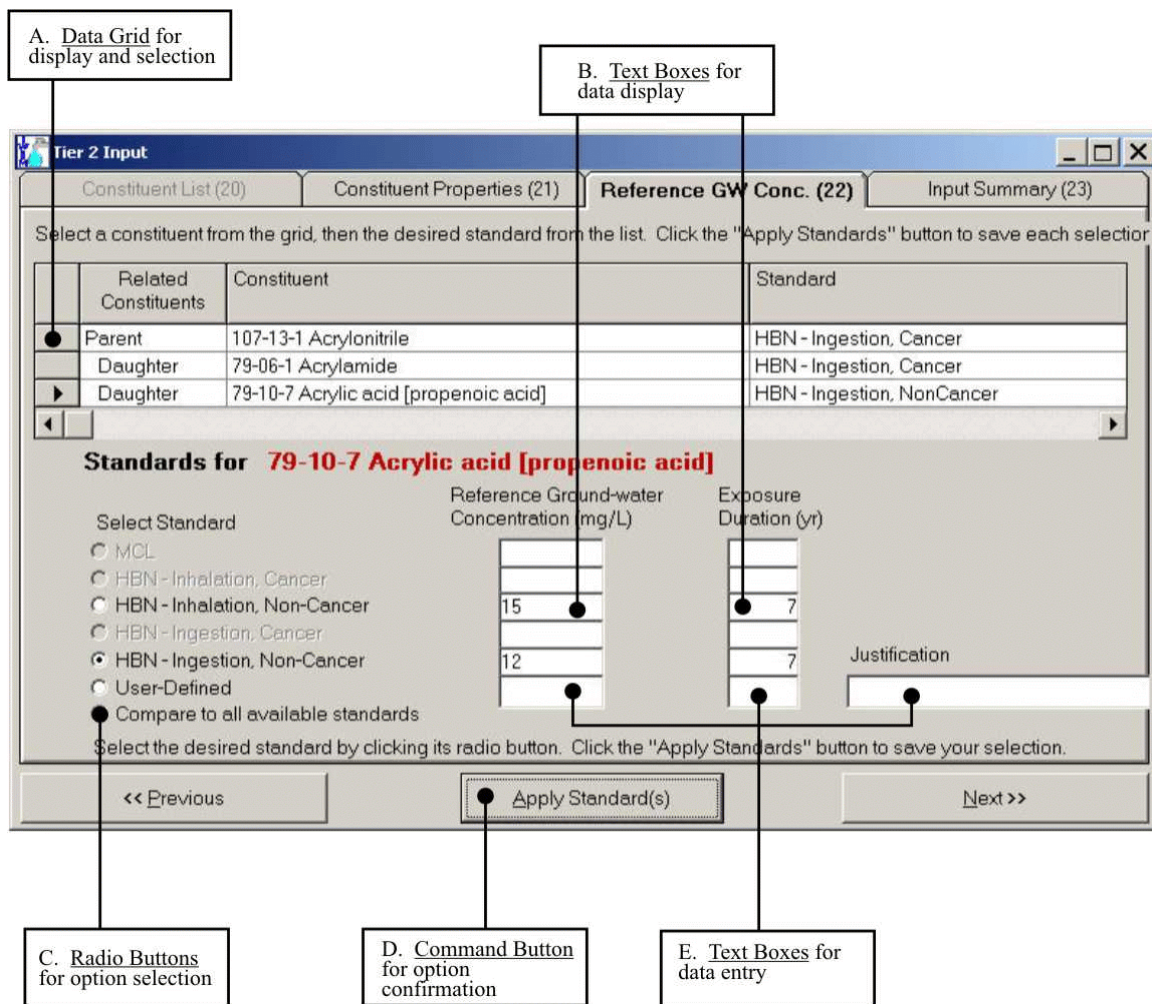 A. Data Grid for
display and selection
B. Text Boxes for
data display
Tier 2 Input
Constituent List (20)
Constituent Properties (21)
Reference GW Conc. (22)
Input Summary (23)
Select a constituent from the grid, then the desired standard from the list. Click the "Apply Standards" button to save each selection
Related
Constituents
Constituent
Standard
Parent
107-13-1 Acrylonitrile
HBN - Ingestion, Cancer
Daughter
79-06-1 Acrylamide
HBN - Ingestion, Cancer
Daughter
79-10-7 Acrylic acid [propenoic acid]
HBN - Ingestion, NonCancer
Standards for 79-10-7 Acrylic acid [propenoic acid]
Select Standard
Reference Ground-water
Concentration (mg/L)
Exposure
Duration (yr)
MCL
HBN - Inhalation, Cancer
HBN - Inhalation, Non-Cancer
15
7
HBN - Ingestion, Cancer
HBN - Ingestion, Non-Cancer
12
7
Justification
User-Defined
Compare to all available standards
Select the desired standard by clicking its radio button. Click the "Apply Standards" button to save your selection.
<< Previous
Apply Standard(s)
Next >>
C. Radio Buttons
for option selection
D. Command Button
for option
confirmation
E. Text Boxes for
data entry